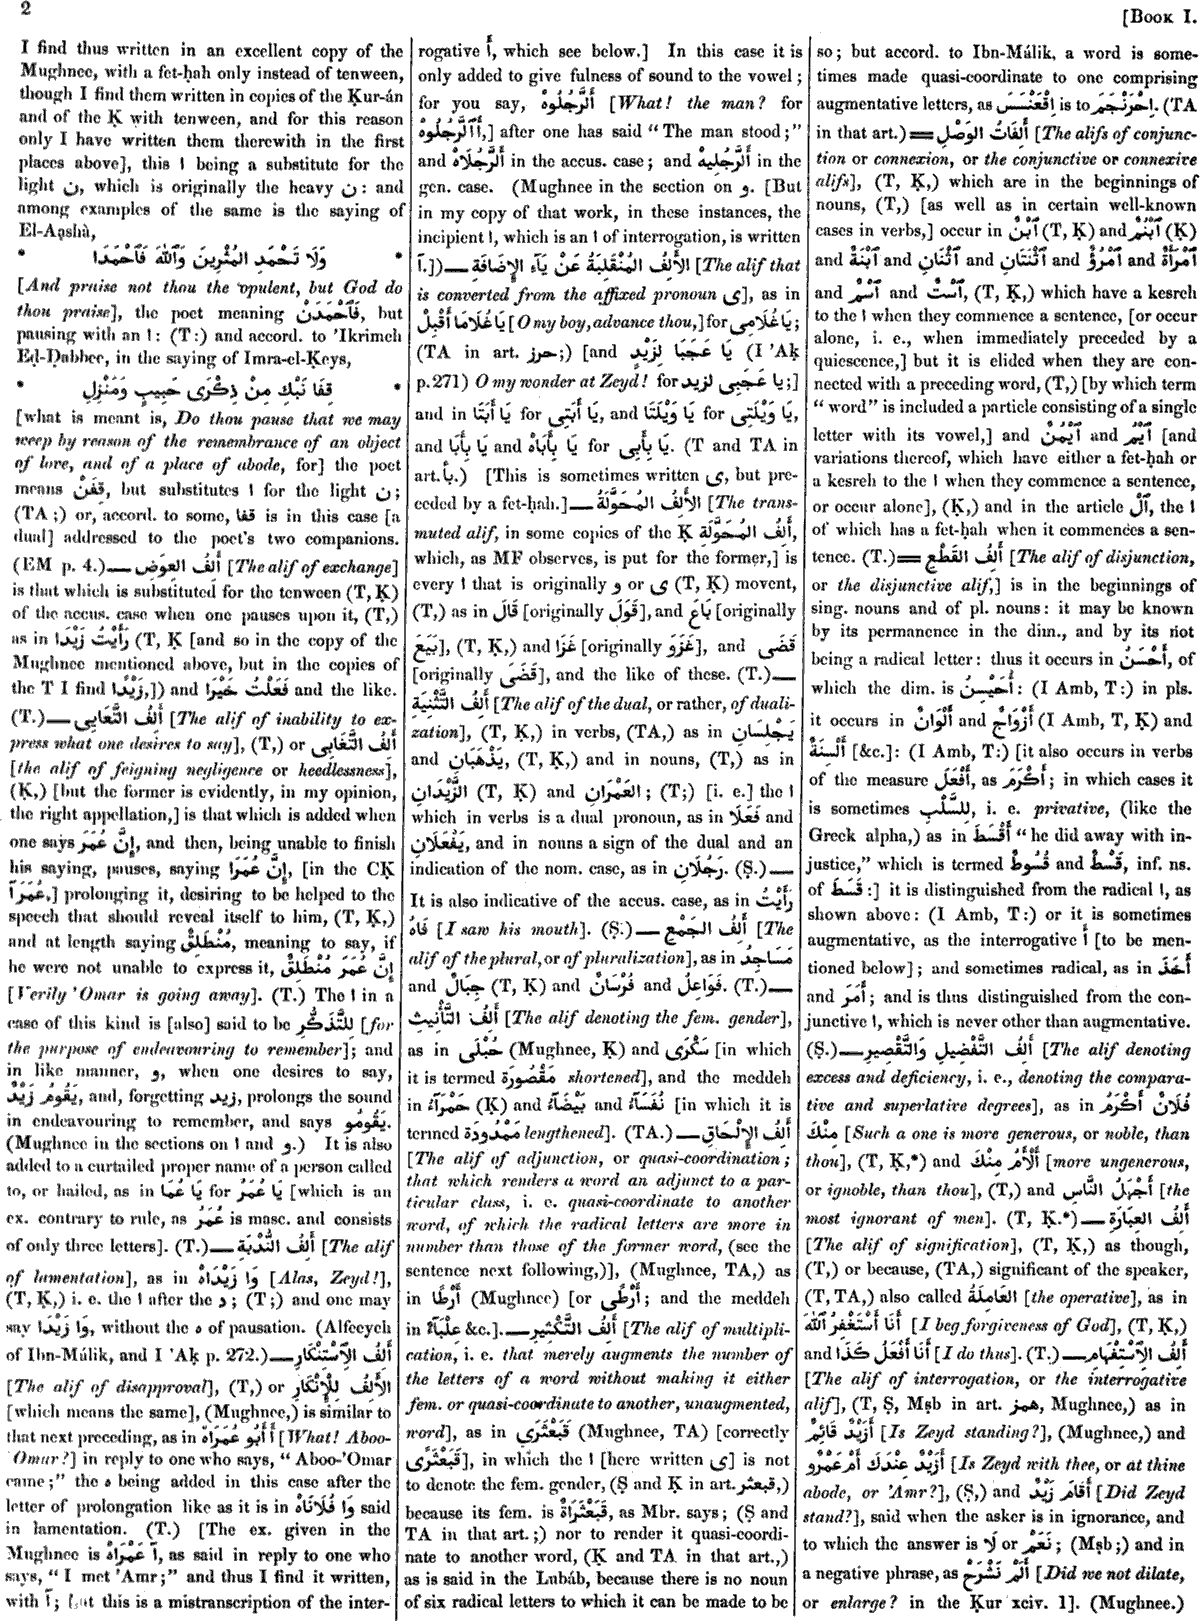 2
[BOOK I.
I find thus written in an excellent copy of the
Mughnee, with a fet-ḥah only instead of tenween,
though I find them written in copies of the Ḳur-án
and of the Ḳ with tenween, and for this reason
only I have written them therewith in the first
places above], this ا being a substitute for the
light ن, which is originally the heavy ن : and
among examples of the same is the saying of
El-Aạshà,
* وَلَا تَحْمَدِ المُثْرِينَ وَٱللّٰهَ فَٱحْمَدَا *
[And praise not thou the opulent, but God do
thou praise], the poet meaning فَٱحْمَدَنْ, but
pausing with an ا: (T:) and accord. to 'Ikrimeh
Eḍ-Ḍabbee, in the saying of Imra-el-Ḳeys,
* قِفَا نَبْكِ مِنْ ذِكْرَى حَبِيبٍ وَمَنْزِلِ *
[what is meant is, Do thou pause that we may
weep by reason of the remembrance of an object
of love, and of a place of abode, for] the poet
means قِفَنْ, but substitutes ا for the light ن ;
(TA ;) or, accord. to some, قفا is in this case [a
dual] addressed to the poet's two companions.
(EM p. 4.)—أَلِفُ العِوَضِ [The alif of exchange]
is that which is substituted for the tenween (T, Ḳ)
of the accus. case when one pauses upon it, (T,)
as in رَأَيْتُ زَيْدَا (T, Ḳ [and so in the copy of the
Mughnee mentioned above, but in the copies of
the T I find زَيْدًا,]) and فَعَلْتُ خَيْرَا and the like.
(T.)—أَلِفُ التَّعَايِى [The alif of inability to ex-
press what one desires to say], (T,) or أَلِفُ التَّغَابِى
[the alif of feigning negligence or heedlessness],
(Ḳ,) [but the former is evidently, in my opinion,
the right appellation,] is that which is added when
one says إِنَّ عُمَرَ, and then, being unable to finish
his saying, pauses, saying إِنَّ عُمَرَا, [in the CḲ
عُمَرَآ,] prolonging it, desiring to be helped to the
speech that should reveal itself to him, (T, Ḳ,)
and at length saying مُنْطَلِقٌ, meaning to say, if
he were not unable to express it, إِنَّ عُمَرَ مُنْطَلِقٌ
[Verily 'Omar is going away]. (T.) The ا in a
case of this kind is [also] said to be لِلتَّذَكُّرِ [for
the purpose of endeavouring to remember]; and
in like manner, و, when one desires to say,
يَقُومُ زَيْدٌ, and, forgetting زيد, prolongs the sound
in endeavouring to remember, and says يَقُومُو.
(Mughnee in the sections on ا and و.) It is also
added to a curtailed proper name of a person called
to, or hailed, as in يَا عُمَا for يَا عُمَرُ [which is an
ex. contrary to rule, as عُمَرُ is masc. and consists
of only three letters]. (T.)—أَلِفُ النُّدْبَةِ [The alif
of lamentation], as in وَا زَيْدَاهْ [Alas, Zeyd!],
(T, Ḳ,) i. e. the ا after the د ; (T ;) and one may
say وَا زَيْدَا, without the ه of pausation. (Alfeeyeh
of Ibn-Málik, and I 'Aḳ p. 272.)—أَلِفُ الٱِسْتِنْكَارِ
[The alif of disapproval], (T,) or الأَلِفُ لِلْإِنْكَارِ
[which means the same], (Mughnee,) is similar to
that next preceding, as in أَ أَبُو عُمَرَاهْ [What! Aboo-
'Omar?] in reply to one who says, "Aboo-'Omar
came;" the ه being added in this case after the
letter of prolongation like as it is in وَا فُلَانَاهْ said
in lamentation. (T.) [The ex. given in the
Mughnee is آ عَمْرَاهْ, as said in reply to one who
says, "I met 'Amr;" and thus I find it written,
with آ; but this is a mistranscription of the inter-
rogative أَ, which see below.] In this case it is
only added to give fulness of sound to the vowel ;
for you say, أَلرَّجُلُوهْ [What! the man? for
أَاَلرَّجُلُوهْ,] after one has said "The man stood;"
and أَلرَّجُلَاهْ in the accus. case ; and أَلرَّجُلِيهْ in the
gen. case. (Mughnee in the section on و. [But
in my copy of that work, in these instances, the
incipient ا, which is an ا of interrogation, is written
آ.])—الأَلِفُ المُنْقَلِبَةُ عَنْ يَآءِ الإِضَافَةِ [The alif that
is converted from the affixed pronoun ى], as in
يَا غُلَامَا أَقْبِلْ [O my boy, advance thou,] for يَا غُلَامِى;
(TA in art. حرز ;) [and يَا عَجَبَا لِزَيْدٍ (I 'Aḳ
p. 271) O my wonder at Zeyd! for يا عَجَبِى لزيد ;]
and in يَا أَبَتَا for يَا أَبَتِى, and يَا وَيْلَتَا for يَا وَيْلَتِى,
and يَا بِأَبَا and يَا بِأَبَاهْ for يَا بِأَبِى. (T and TA in
art. بأ.) [This is sometimes written ى, but pre-
ceded by a fet-ḥah.]—الأَلِفُ المُحَوَّلَةُ [The trans-
muted alif, in some copies of the Ḳ أَلِفُ المُحَوَّلَةِ,
which, as MF observes, is put for the former,] is
every ا that is originally و or ى (T, Ḳ) movent,
(T,) as in قَالَ [originally قَوَلَ], and بَاعَ [originally
بَيَعَ], (T, Ḳ,) and غَزَا [originally غَزَوَ], and قَضَى
[originally قَضَىَ], and the like of these. (T.)—
أَلِفُ التَّثْنِيَةِ [The alif of the dual, or rather, of duali-
zation], (T, Ḳ,) in verbs, (TA,) as in يَجْلِسَانِ
and يَذْهَبَانِ, (T, Ḳ,) and in nouns, (T,) as in
الزَّيْدَانِ (T, Ḳ) and العُمَرَانِ ; (T;) [i. e.] the ا
which in verbs is a dual pronoun, as in فَعَلَا and
يَفْعَلَانِ, and in nouns a sign of the dual and an
indication of the nom. case, as in رَجُلَانِ. (Ṣ.)—
It is also indicative of the accus. case, as in رَأَيْتُ
فَاهُ [I saw his mouth]. (Ṣ:)—أَلِفُ الجَمْعِ [The
alif of the plural, or of pluralization], as in مَسَاجِدُ
and جِبَالٌ (T, Ḳ) and فُرْسَانٌ and فَوَاعِلُ. (T.)—
أَلِفُ التَّأْنِيثِ [The alif denoting the fem. gender],
as in حُبْلَى (Mughnee, Ḳ) and سَكْرَى [in which
it is termed مَقْصُورَة shortened], and the meddeh
in حَمْرَآءُ (Ḳ) and بَيْضَآءُ and نُفَسَآءُ [in which it is
termed مَمْدُودَة lengthened]. (TA.)—أَلِفُ الإِلْحَاقِ
[The alif of adjunction, or quasi-coordination;
that which renders a word an adjunct to a par-
ticular class, i. e. quasi-coordinate to another
word, of which the radical letters are more in
number than those of the former word, (see the
sentence next following,)], (Mughnee, TA,) as
in أَرْطًا (Mughnee) [or أَرْطًى ; and the meddeh
in عِلْبَآءٌ &c.].—أَلِفُ التَّكْثِيرِ [The alif of multipli-
cation, i. e. that merely augments the number of
the letters of a word without making it either
fem. or quasi-coordinate to another, unaugmented,
word], as in قَبَعْثَرَى (Mughnee, TA) [correctly
قَبَعْثَرًى], in which the ا [here written ى] is not
to denote the fem. gender, (Ṣ and Ḳ in art. قبعثر,)
because its fem. is قَبَعْثَرَاةٌ, as Mbr. says ; (Ṣ and
TA in that art. ;) nor to render it quasi-coordi-
nate to another word, (Ḳ and TA in that art.,)
as is said in the Lubáb, because there is no noun
of six radical letters to which it can be made to be
so ; but accord. to Ibn-Málik, a word is some-
times made quasi-coordinate to one comprising
augmentative letters, as اِقْعَنْسَسَ is to اِحْرَنْجَمَ. (TA
in that art.)=أَلِفَاتُ الوَصْلِ [The alifs of conjunc-
tion or connexion, or the conjunctive or connexive
alifs], (T, Ḳ,) which are in the beginnings of
nouns, (T,) [as well as in certain well-known
cases in verbs,] occur in ٱبْنٌ (T, Ḳ) and ٱبْنُمٌ (Ḳ)
and ٱبْنَةٌ and ٱثْنَانِ and ٱثْنَتَانِ and ٱمْرُؤٌ and ٱمْرَأَةٌ
and ٱسْمٌ and ٱسْتٌ, (T, Ḳ,) which have a kesreh
to the ا when they commence a sentence, [or occur
alone, i. e., when immediately preceded by a
quiescence,] but it is elided when they are con-
nected with a preceding word, (T,) [by which term
"word" is included a particle consisting of a single
letter with its vowel,] and ٱيْمُنٌ and ٱيْمُ [and
variations thereof, which have either a fet-ḥah or
a kesreh to the ا when they commence a sentence,
or occur alone], (Ḳ,) and in the article ٱلْ, the ا
of which has a fet-ḥah when it commences a sen-
tence. (T.)=أَلِفُ القَطْعِ [The alif of disjunction,
or the disjunctive alif,] is in the beginnings of
sing. nouns and of pl. nouns : it may be known
by its permanence in the dim., and by its not
being a radical letter : thus it occurs in أَحْسَنُ, of
which the dim. is أُحَيْسِنُ : (I Amb, T:) in pls.
it occurs in أَلْوَانٌ and أَزْوَاجٌ (I Amb, T, Ḳ) and
أَلْسِنَةٌ [&c.]: (I Amb, T:) [it also occurs in verbs
of the measure أَفْعَلَ, as أَكْرَمَ ; in which cases it
is sometimes لِلسَّلْبِ, i. e. privative, (like the
Greek alpha,) as in أَقْسَطَ "he did away with in-
justice," which is termed قُسُوطٌ and قَسْطٌ, inf. ns.
of قَسَطَ :] it is distinguished from the radical ا, as
shown above : (I Amb, T:) or it is sometimes
augmentative, as the interrogative أَ [to be men-
tioned below] ; and sometimes radical, as in أَخَذَ
and أَمَرَ ; and is thus distinguished from the con-
junctive ا, which is never other than augmentative.
(Ṣ.)—أَلِفُ التَّفْضِيلِ وَالتَّقْصِيرِ [The alif denoting
excess and deficiency, i. e., denoting the compara-
tive and superlative degrees], as in فُلَانٌ أَكْرَمُ
مِنْكَ [Such a one is more generous, or noble, than
thou], (T, Ḳ,*) and أَلْأَمُ مِنْكَ [more ungenerous,
or ignoble, than thou], (T,) and أَجْهَلُ النَّاسِ [the
most ignorant of men]. (T, Ḳ.*)—أَلِفُ العِبَارَةِ
[The alif of signification], (T, Ḳ,) as though,
(T,) or because, (TA,) significant of the speaker,
(T, TA,) also called العَامِلَةُ [the operative], as in
أَنَا أَسْتَغْفِرُ ٱللّٰهَ [I beg forgiveness of God], (T, Ḳ,)
and أَنَا أَفْعَلُ كَذَا [I do thus]. (T.)—أَلِفُ الٱِسْتِفْهَامِ
[The alif of interrogation, or the interrogative
alif], (T, Ṣ, Mṣb in art. همز, Mughnee,) as in
أَزَيْدٌ قَائِمٌ [Is Zeyd standing?], (Mughnee,) and
أَزَيْدٌ عِنْدَكَ أَمْ عَمْرٌو [Is Zeyd with thee, or at thine
abode, or 'Amr?], (Ṣ,) and أَقَامَ زَيْدٌ [Did Zeyd
stand?], said when the asker is in ignorance, and
to which the answer is لَا or نَعَمْ ; (Mṣb;) and in
a negative phrase, as أَلَمْ نَشْرَحْ [Did we not dilate,
or enlarge? in the Ḳur xciv. 1]. (Mughnee.)